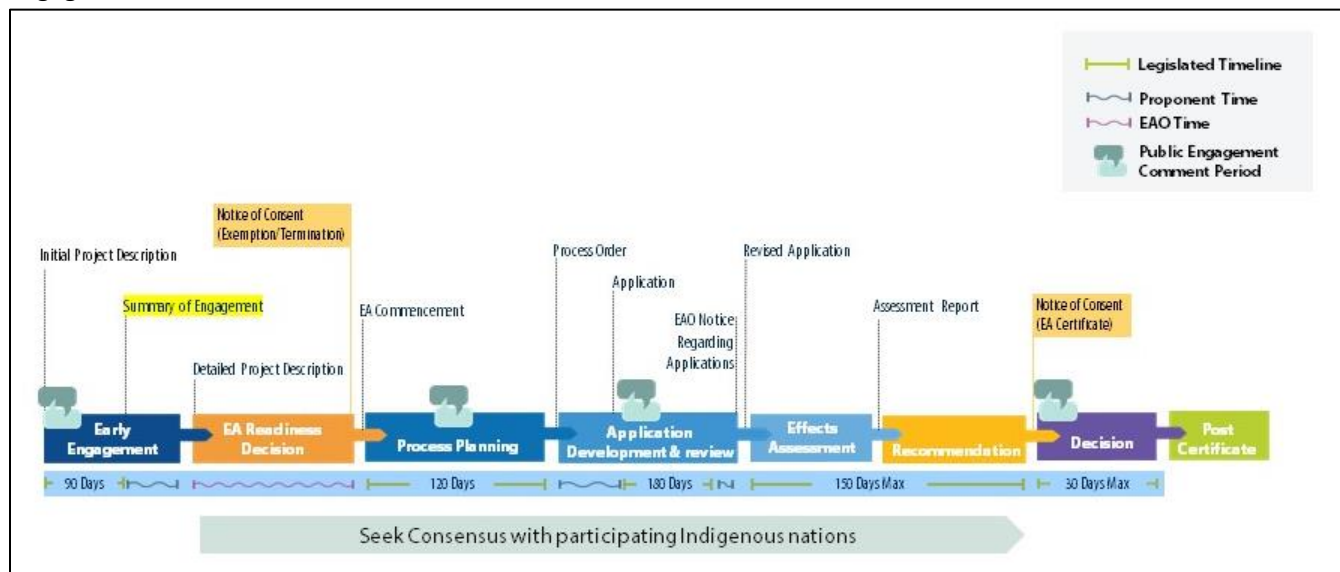 Legislated Timeline
Proponent Time
EAO Time
Public Engagement
Comment Period
Notice of Consent
(Exemption/Termination)
Initial Project Description
Process Order
Revised Application
Application
Summary of Engagement
EA Commencement
EAO Notice
Regarding
Applications
Assessment Report
Notice of Consent
(EA Certificate)
Detailed Project Description
Early
Engagement
EA Readiness
Decision
Process Planning
Application
Development & review
Effects
Assessment
Recommendation
Decision
Post
Certificate
90 Days
120 Days
180 Days
150 Days Max
30 Days Max
Seek Consensus with participating Indigenous nations